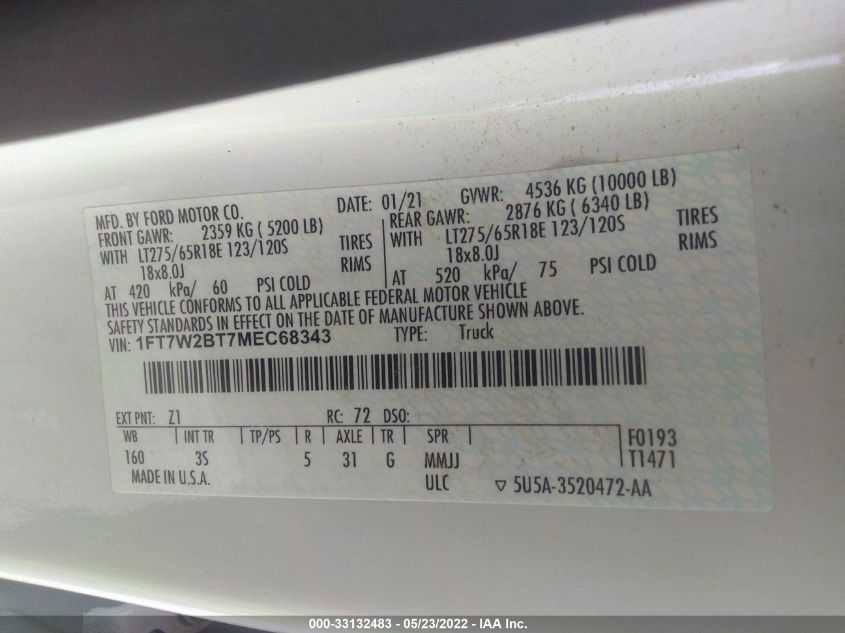 MFD. BY FORD MOTOR CO. DATE: 01/21 GVWR: 4536 KG (10000 LB)
FRONT GAWR: 2359 KG ( 5200 LB) REAR GAWR: 2876 KG ( 6340 LB)
WITH LT275/65R18E 123/120S TIRES WITH LT275/65R18E 123/120S TIRES
18x8.0J RIMS 18x8.0J RIMS
AT 420 kPa/ 60 PSI COLD AT 520 kPa/ 75 PSI COLD
THIS VEHICLE CONFORMS TO ALL APPLICABLE FEDERAL MOTOR VEHICLE
SAFETY STANDARDS IN EFFECT ON THE DATE OF MANUFACTURE SHOWN ABOVE.
VIN: 1FT7W2BT7MEC68343 TYPE: Truck
EXT PNT: Z1 RC: 72 DSO:
WB INT TR TP/PS R AXLE TR SPR F0193
160 3S 5 31 G MMJJ T1471
MADE IN U.S.A. ULC ▽ 5U5A-3520472-AA
000-33132483 - 05/23/2022 - IAA Inc.